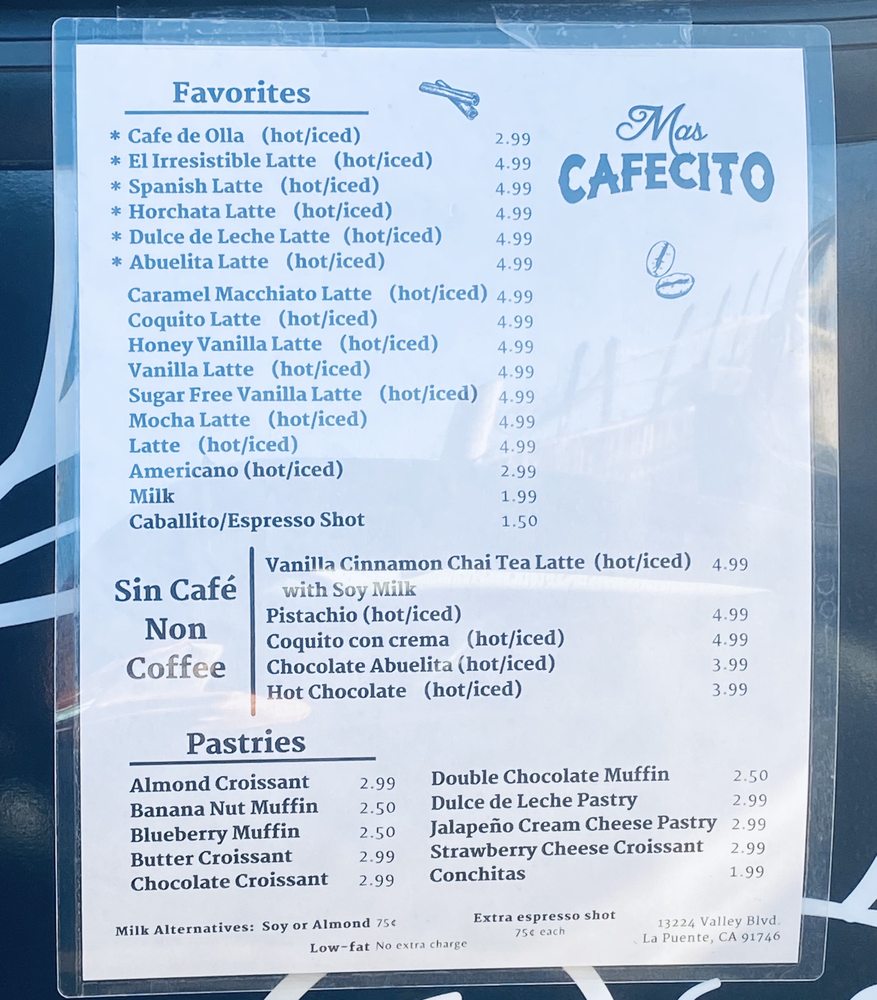 Favorites
* Cafe de Olla (hot/iced) 2.99
* El Irresistible Latte (hot/iced) 4.99
* Spanish Latte (hot/iced) 4.99
* Horchata Latte (hot/iced) 4.99
* Dulce de Leche Latte (hot/iced) 4.99
* Abuelita Latte (hot/iced) 4.99
Caramel Macchiato Latte (hot/iced) 4.99
Coquito Latte (hot/iced) 4.99
Honey Vanilla Latte (hot/iced) 4.99
Vanilla Latte (hot/iced) 4.99
Sugar Free Vanilla Latte (hot/iced) 4.99
Mocha Latte (hot/iced) 4.99
Latte (hot/iced) 4.99
Americano (hot/iced) 2.99
Milk 1.99
Caballito/Espresso Shot 1.50
Mas
CAFECITO
Sin Café
Non
Coffee
Vanilla Cinnamon Chai Tea Latte (hot/iced) 4.99
with Soy Milk
Pistachio (hot/iced) 4.99
Coquito con crema (hot/iced) 4.99
Chocolate Abuelita (hot/iced) 3.99
Hot Chocolate (hot/iced) 3.99
Pastries
Almond Croissant 2.99
Banana Nut Muffin 2.50
Blueberry Muffin 2.50
Butter Croissant 2.99
Chocolate Croissant 2.99
Double Chocolate Muffin 2.50
Dulce de Leche Pastry 2.99
Jalapeño Cream Cheese Pastry 2.99
Strawberry Cheese Croissant 2.99
Conchitas 1.99
Milk Alternatives: Soy or Almond 75¢
Low-fat No extra charge
Extra espresso shot
75¢ each
13224 Valley Blvd.
La Puente, CA 91746